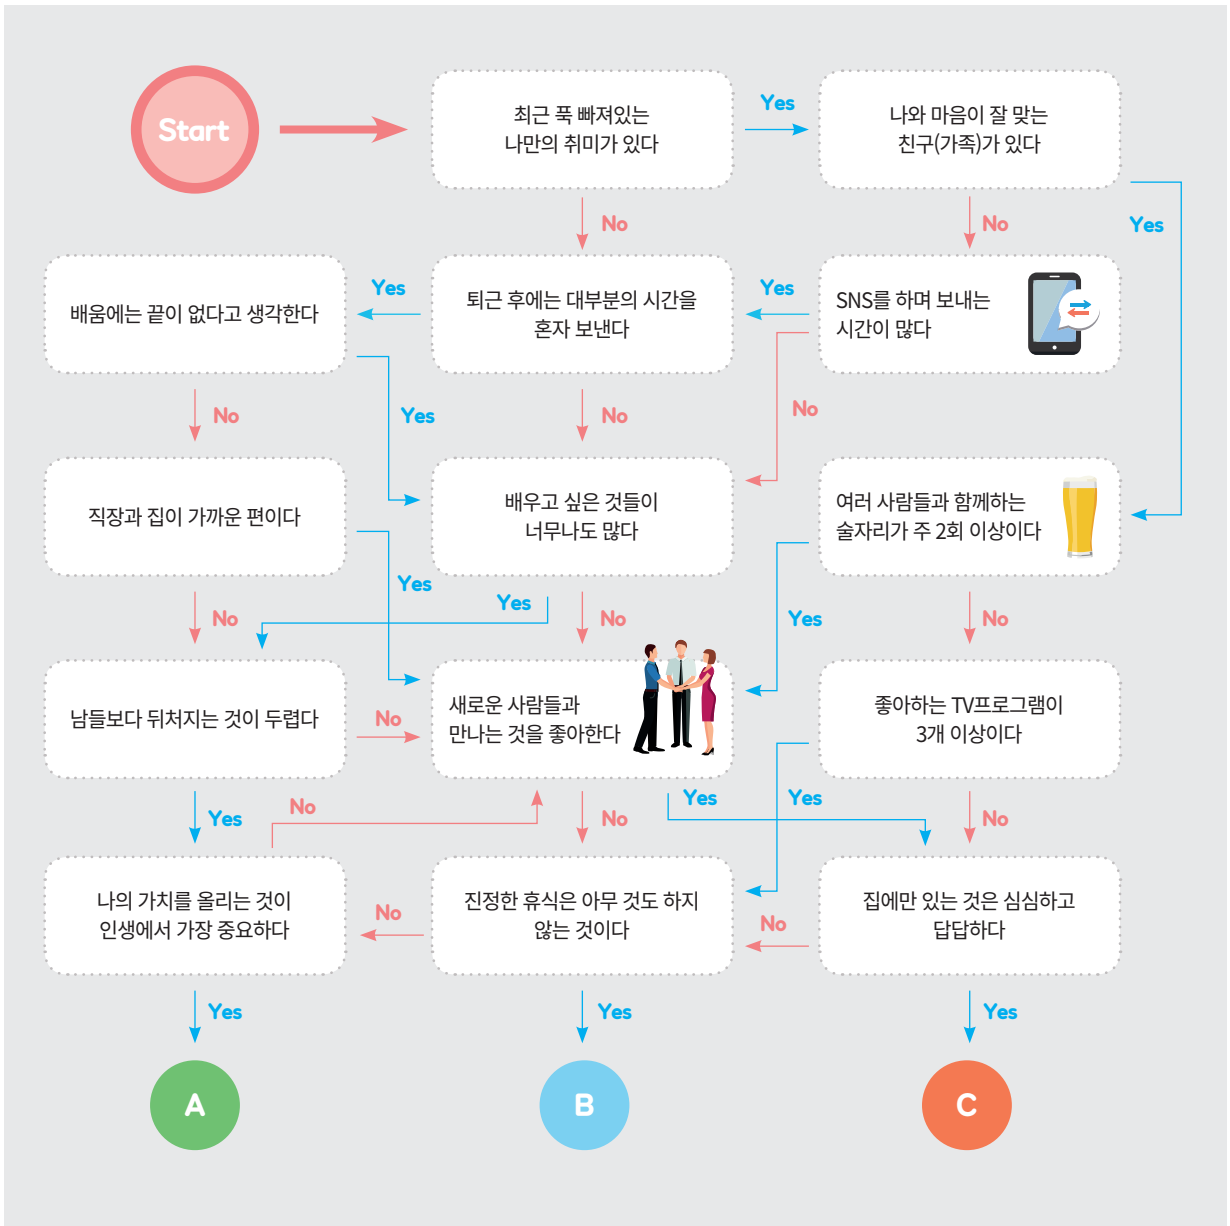 Start
최근 푹 빠져있는
나만의 취미가 있다
Yes
나와 마음이 잘 맞는
친구(가족)가 있다
No
No
Yes
배움에는 끝이 없다고 생각한다
Yes
퇴근 후에는 대부분의 시간을
혼자 보낸다
Yes
SNS를 하며 보내는
시간이 많다
No
Yes
No
No
직장과 집이 가까운 편이다
배우고 싶은 것들이
너무나도 많다
여러 사람들과 함께하는
술자리가 주 2회 이상이다
No
Yes
Yes
No
Yes
No
남들보다 뒤처지는 것이 두렵다
No
새로운 사람들과
만나는 것을 좋아한다
좋아하는 TV프로그램이
3개 이상이다
Yes
No
No
Yes
Yes
No
나의 가치를 올리는 것이
인생에서 가장 중요하다
No
진정한 휴식은 아무 것도 하지
않는 것이다
No
집에만 있는 것은 심심하고
답답하다
Yes
Yes
Yes
A
B
C